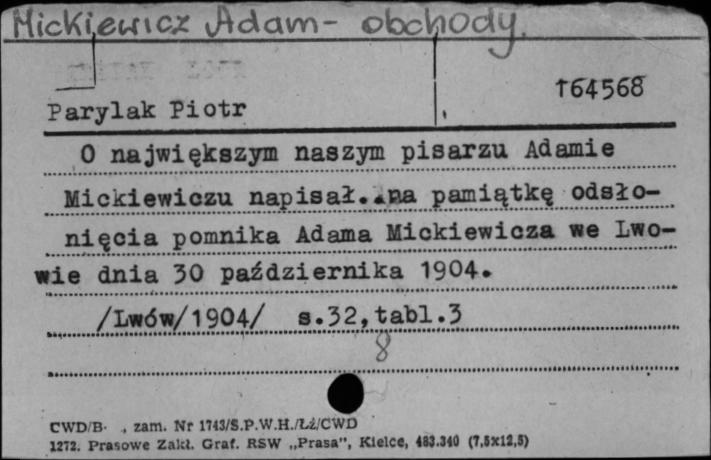 Mickiewicz Adam - obchody.
T64568
Parylak Piotr
O największym naszym pisarzu Adamie
Mickiewiczu napisał...na pamiątkę odsło-
nięcia pomnika Adama Mickiewicza we Lwo-
wie dnia 30 października 1904.
/Lwów/1904/ s.32,tabl.3
8
CWD/B- , zam. Nr 1743/S.P.W.H./Łź/CWD
1272. Prasowe Zakł. Graf. RSW „Prasa”, Kielce, 483.340 (7,5x12,5)